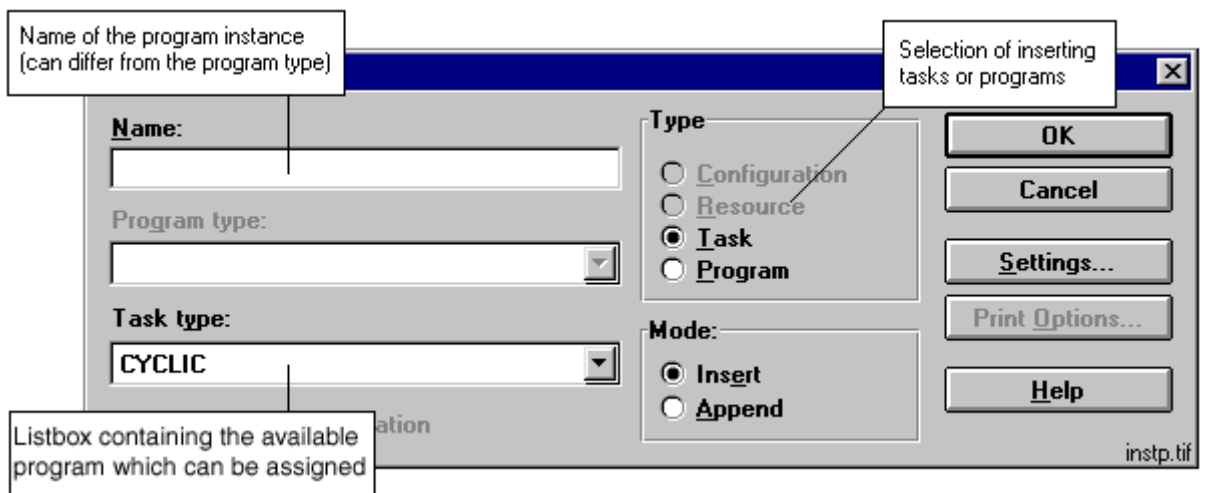 Name of the program instance
(can differ from the program type)
Selection of inserting
tasks or programs
Name:
Program type:
Task type:
CYCLIC
ation
Listbox containing the available
program which can be assigned
Type
Configuration
Resource
Task
Program
Mode:
Insert
Append
OK
Cancel
Settings...
Print Options...
Help
instp.tif